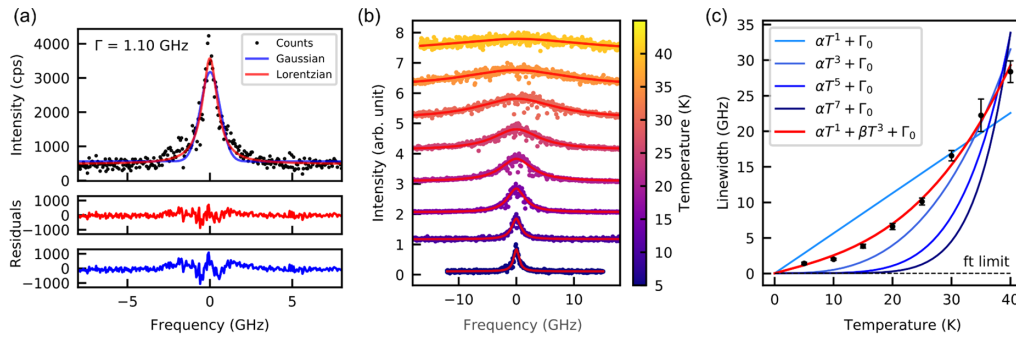 (a)
Γ = 1.10 GHz
Counts
Gaussian
Lorentzian
Intensity (cps)
4000
3000
2000
1000
0
Residuals
1000
0
−1000
1000
0
−1000
−5
0
5
Frequency (GHz)
(b)
Intensity (arb. unit)
8
7
6
5
4
3
2
1
0
−10
0
10
Frequency (GHz)
45
40
35
30
25
20
15
10
5
Temperature (K)
(c)
αT¹ + Γ₀
αT³ + Γ₀
αT⁵ + Γ₀
αT⁷ + Γ₀
αT¹ + βT³ + Γ₀
ft limit
Linewidth (GHz)
35
30
25
20
15
10
5
0
0
10
20
30
40
Temperature (K)